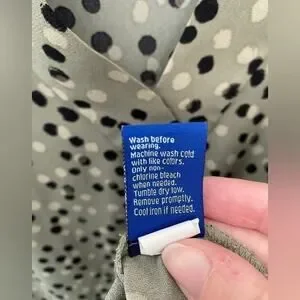 Wash before
wearing.
Machine wash cold
with like colors.
Only non-
chlorine bleach
when needed.
Tumble dry low.
Remove promptly.
Cool iron if needed.